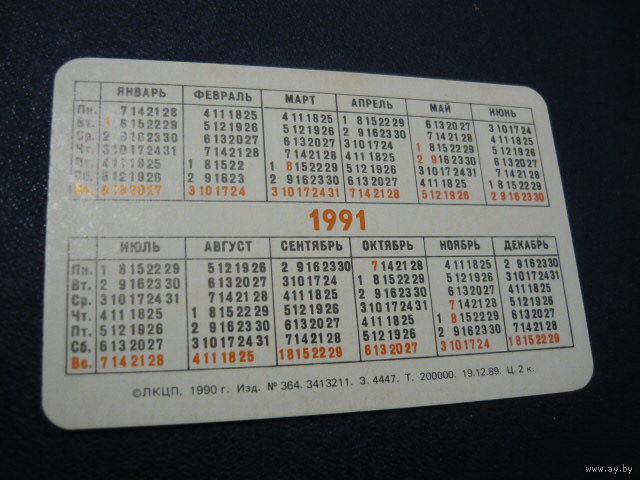 ЯНВАРЬ ФЕВРАЛЬ МАРТ АПРЕЛЬ МАЙ ИЮНЬ
Пн. 7 14 21 28 4 11 18 25 4 11 18 25 1 8 15 22 29 6 13 20 27 3 10 17 24
Вт. 1 8 15 22 29 5 12 19 26 5 12 19 26 2 9 16 23 30 7 14 21 28 4 11 18 25
Ср. 2 9 16 23 30 6 13 20 27 6 13 20 27 3 10 17 24 1 8 15 22 29 5 12 19 26
Чт. 3 10 17 24 31 7 14 21 28 7 14 21 28 4 11 18 25 2 9 16 23 30 6 13 20 27
Пт. 4 11 18 25 1 8 15 22 1 8 15 22 29 5 12 19 26 3 10 17 24 31 7 14 21 28
Сб. 5 12 19 26 2 9 16 23 2 9 16 23 30 6 13 20 27 4 11 18 25 1 8 15 22 29
Вс. 6 13 20 27 3 10 17 24 3 10 17 24 31 7 14 21 28 5 12 19 26 2 9 16 23 30
1991
ИЮЛЬ АВГУСТ СЕНТЯБРЬ ОКТЯБРЬ НОЯБРЬ ДЕКАБРЬ
Пн. 1 8 15 22 29 5 12 19 26 2 9 16 23 30 7 14 21 28 4 11 18 25 2 9 16 23 30
Вт. 2 9 16 23 30 6 13 20 27 3 10 17 24 1 8 15 22 29 5 12 19 26 3 10 17 24 31
Ср. 3 10 17 24 31 7 14 21 28 4 11 18 25 2 9 16 23 30 6 13 20 27 4 11 18 25
Чт. 4 11 18 25 1 8 15 22 29 5 12 19 26 3 10 17 24 31 7 14 21 28 5 12 19 26
Пт. 5 12 19 26 2 9 16 23 30 6 13 20 27 4 11 18 25 1 8 15 22 29 6 13 20 27
Сб. 6 13 20 27 3 10 17 24 31 7 14 21 28 5 12 19 26 2 9 16 23 30 7 14 21 28
Вс. 7 14 21 28 4 11 18 25 1 8 15 22 29 6 13 20 27 3 10 17 24 1 8 15 22 29
©ЛКЦП, 1990 г. Изд. № 364. 3413211. З. 4447. Т. 200000. 19.12.89. Ц. 2 к.
www.ay.by